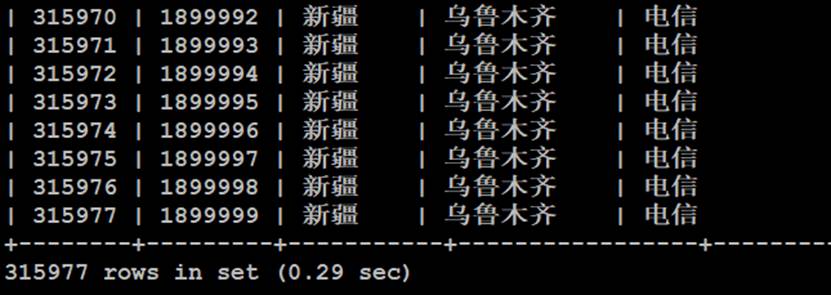 | 315970 | 1899992 | 新疆 | 乌鲁木齐 | 电信
| 315971 | 1899993 | 新疆 | 乌鲁木齐 | 电信
| 315972 | 1899994 | 新疆 | 乌鲁木齐 | 电信
| 315973 | 1899995 | 新疆 | 乌鲁木齐 | 电信
| 315974 | 1899996 | 新疆 | 乌鲁木齐 | 电信
| 315975 | 1899997 | 新疆 | 乌鲁木齐 | 电信
| 315976 | 1899998 | 新疆 | 乌鲁木齐 | 电信
| 315977 | 1899999 | 新疆 | 乌鲁木齐 | 电信
+--------+---------+-----------+-----------------+--------
315977 rows in set (0.29 sec)